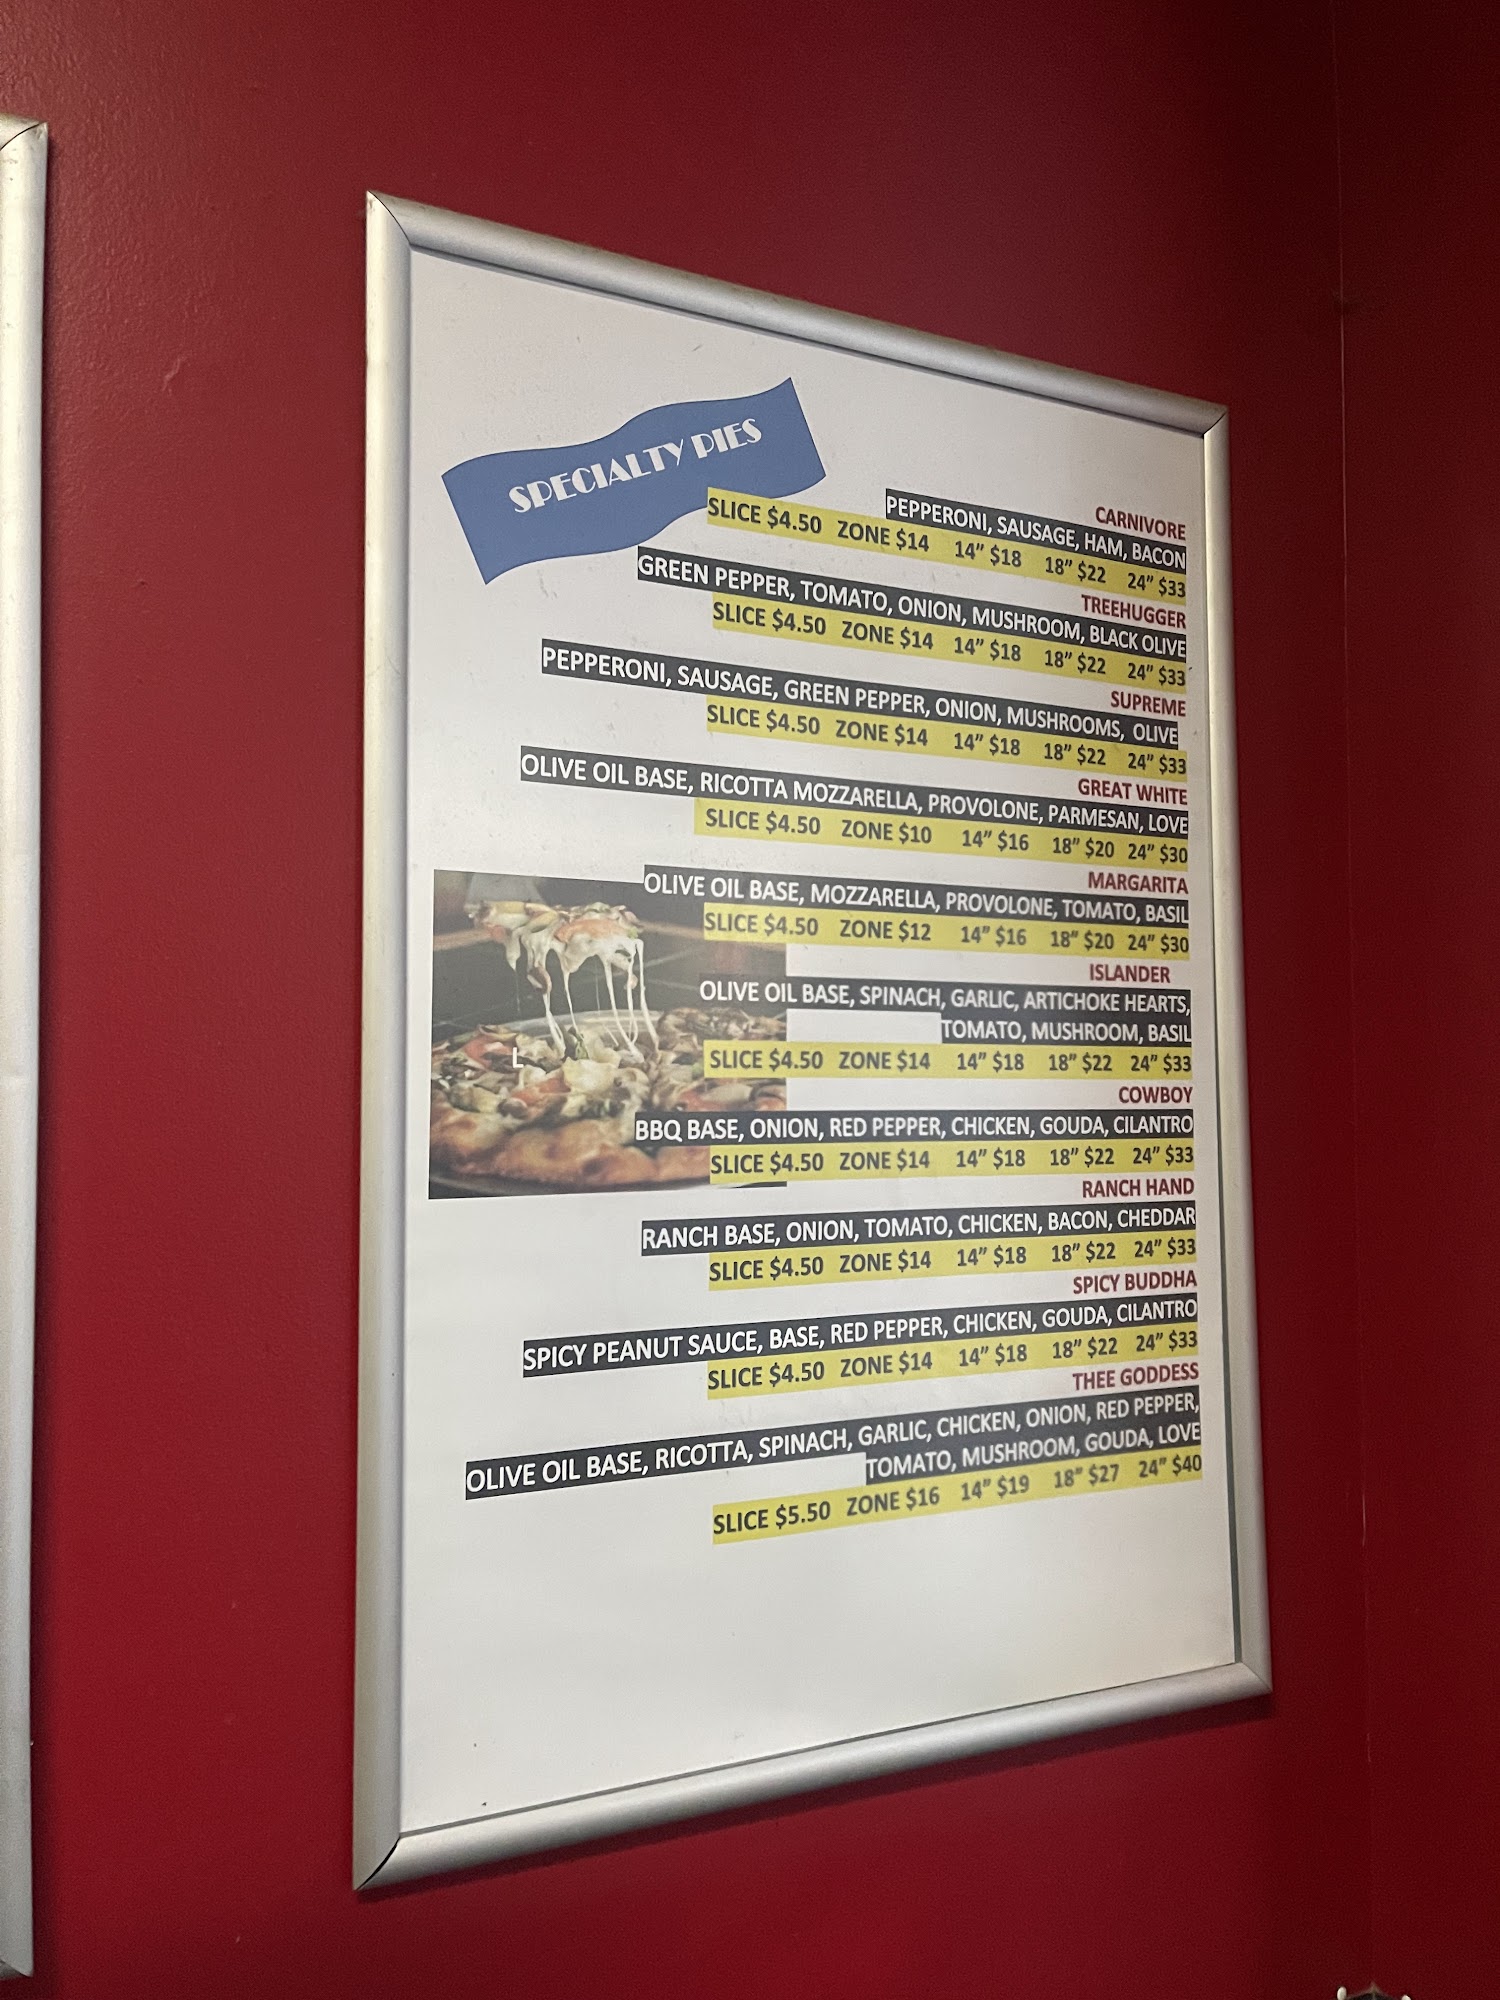 SPECIALTY PIES
CARNIVORE
PEPPERONI, SAUSAGE, HAM, BACON
SLICE $4.50 ZONE $14 14" $18 18" $22 24" $33
TREEHUGGER
GREEN PEPPER, TOMATO, ONION, MUSHROOM, BLACK OLIVE
SLICE $4.50 ZONE $14 14" $18 18" $22 24" $33
SUPREME
PEPPERONI, SAUSAGE, GREEN PEPPER, ONION, MUSHROOMS, OLIVE
SLICE $4.50 ZONE $14 14" $18 18" $22 24" $33
GREAT WHITE
OLIVE OIL BASE, RICOTTA MOZZARELLA, PROVOLONE, PARMESAN, LOVE
SLICE $4.50 ZONE $10 14" $16 18" $20 24" $30
MARGARITA
OLIVE OIL BASE, MOZZARELLA, PROVOLONE, TOMATO, BASIL
SLICE $4.50 ZONE $12 14" $16 18" $20 24" $30
ISLANDER
OLIVE OIL BASE, SPINACH, GARLIC, ARTICHOKE HEARTS,
TOMATO, MUSHROOM, BASIL
L
SLICE $4.50 ZONE $14 14" $18 18" $22 24" $33
COWBOY
BBQ BASE, ONION, RED PEPPER, CHICKEN, GOUDA, CILANTRO
SLICE $4.50 ZONE $14 14" $18 18" $22 24" $33
RANCH HAND
RANCH BASE, ONION, TOMATO, CHICKEN, BACON, CHEDDAR
SLICE $4.50 ZONE $14 14" $18 18" $22 24" $33
SPICY BUDDHA
SPICY PEANUT SAUCE, BASE, RED PEPPER, CHICKEN, GOUDA, CILANTRO
SLICE $4.50 ZONE $14 14" $18 18" $22 24" $33
THEE GODDESS
OLIVE OIL BASE, RICOTTA, SPINACH, GARLIC, CHICKEN, ONION, RED PEPPER,
TOMATO, MUSHROOM, GOUDA, LOVE
SLICE $5.50 ZONE $16 14" $19 18" $27 24" $40